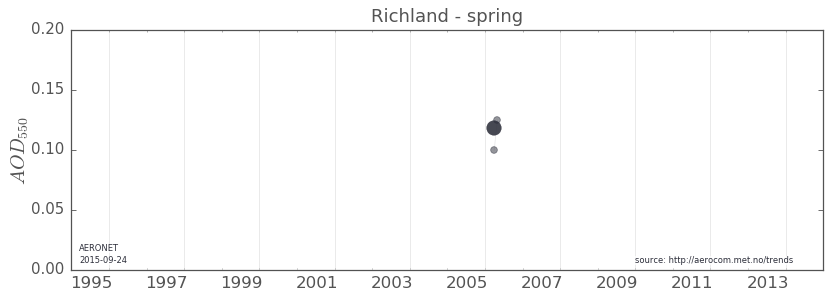 Richland - spring
0.20
0.15
0.10
0.05
0.00
AOD550
AERONET
2015-09-24
source: http://aerocom.met.no/trends
1995 1997 1999 2001 2003 2005 2007 2009 2011 2013